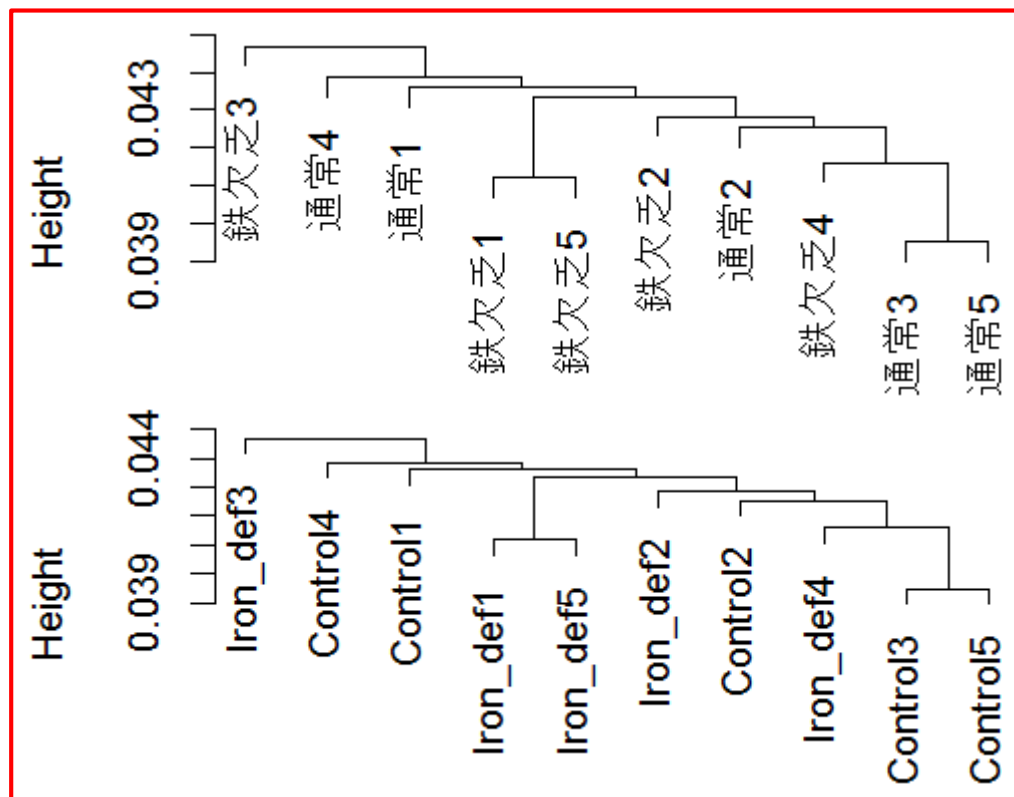 Height
0.039
0.043
鉄欠乏3
通常4
通常1
鉄欠乏1
鉄欠乏5
鉄欠乏2
通常2
鉄欠乏4
通常3
通常5
Height
0.039
0.044
Iron_def3
Control4
Control1
Iron_def1
Iron_def5
Iron_def2
Control2
Iron_def4
Control3
Control5